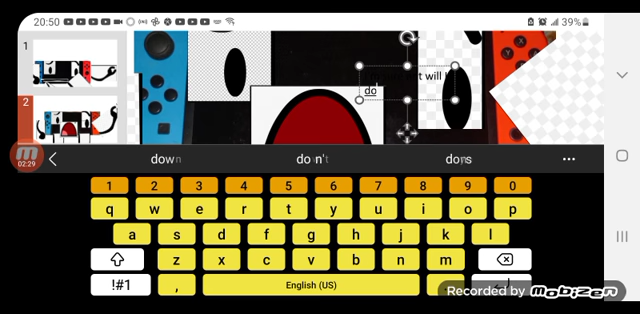 20:50
39%
1
2
t will
do
02:29
down
don't
dons
1 2 3 4 5 6 7 8 9 0
q w e r t y u i o p
a s d f g h j k l
z x c v b n m
!#1 , English (US) .
Recorded by MOBIZEN